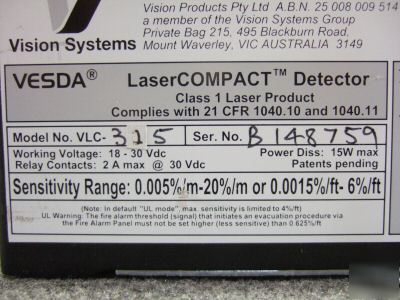 Vision Products Pty Ltd A.B.N. 25 008 009 514
a member of the Vision Systems Group
Private Bag 215, 495 Blackburn Road,
Mount Waverley, VIC AUSTRALIA 3149
Vision Systems
VESDA® LaserCOMPACT™ Detector
Class 1 Laser Product
Complies with 21 CFR 1040.10 and 1040.11
Model No. VLC- 325 Ser. No. B148759
Working Voltage: 18 - 30 Vdc Power Diss: 15W max
Relay Contacts: 2 A max @ 30 Vdc Patents pending
Sensitivity Range: 0.005%/m-20%/m or 0.0015%/ft- 6%/ft
(Note: In default "UL mode", max. sensitivity is limited to 4%/ft)
UL Warning: The fire alarm threshold (signal) that initiates an evacuation procedure via
the Fire Alarm Panel must not be set higher (less sensitive) than 0.625%/ft